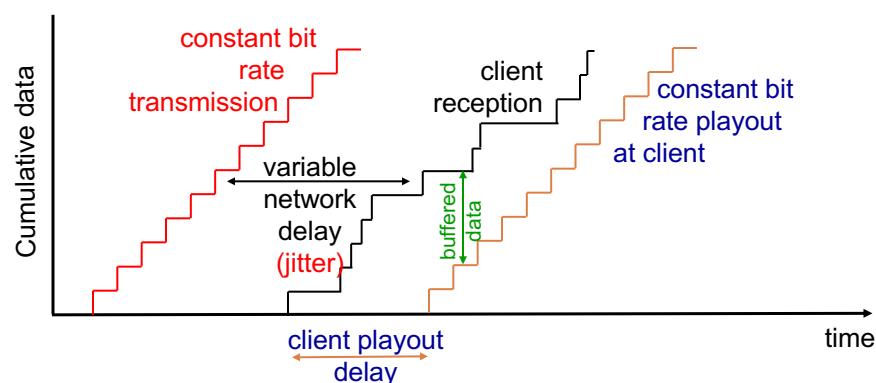 Cumulative data
constant bit
rate
transmission
variable
network
delay
(jitter)
client
reception
buffered
data
constant bit
rate playout
at client
client playout
delay
time